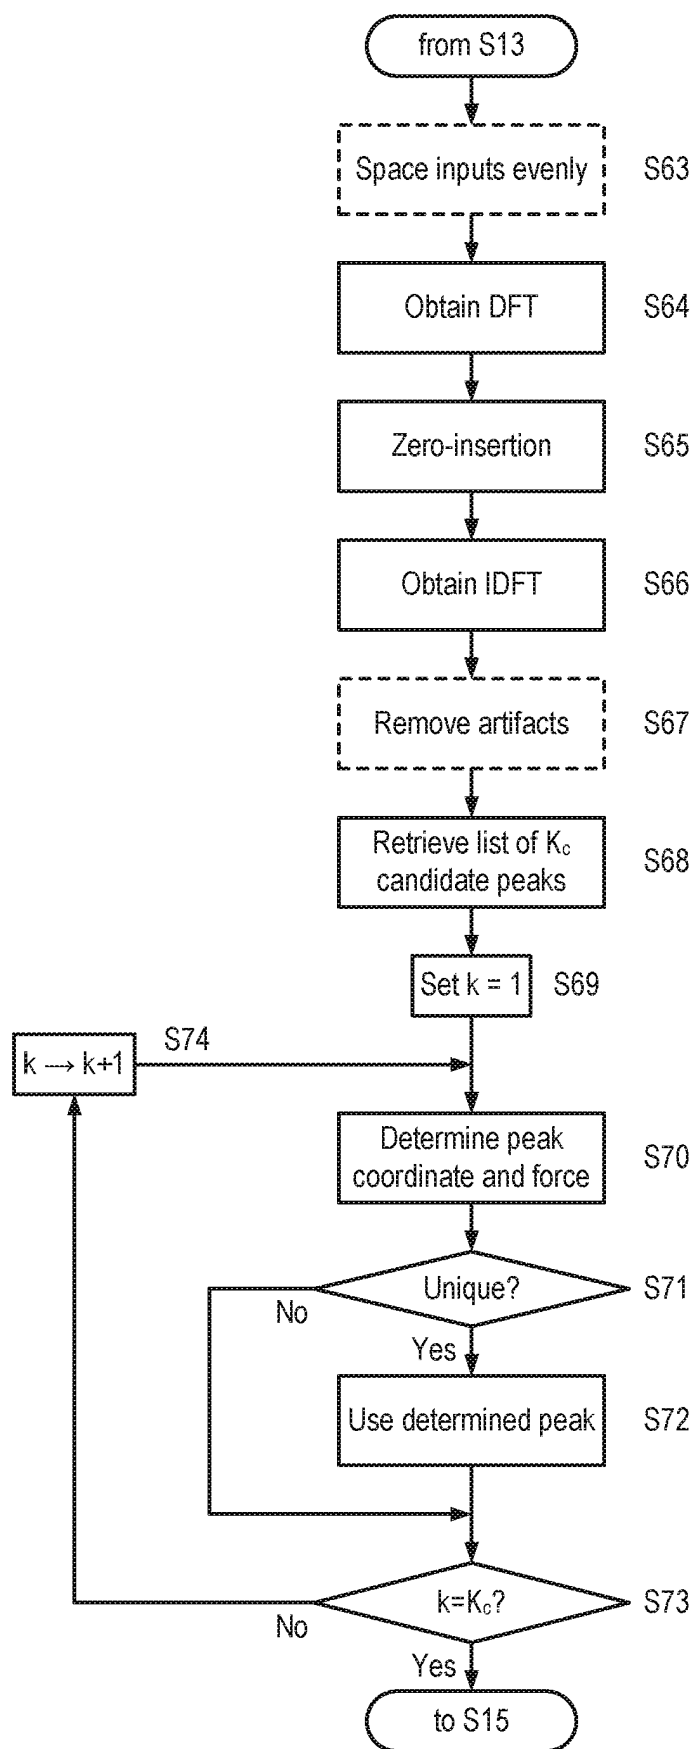 from S13
Space inputs evenly S63
Obtain DFT S64
Zero-insertion S65
Obtain IDFT S66
Remove artifacts S67
Retrieve list of K꜀
candidate peaks S68
Set k = 1 S69
S74
k → k+1
Determine peak
coordinate and force S70
Unique? S71
No
Yes
Use determined peak S72
k=K꜀? S73
No
Yes
to S15